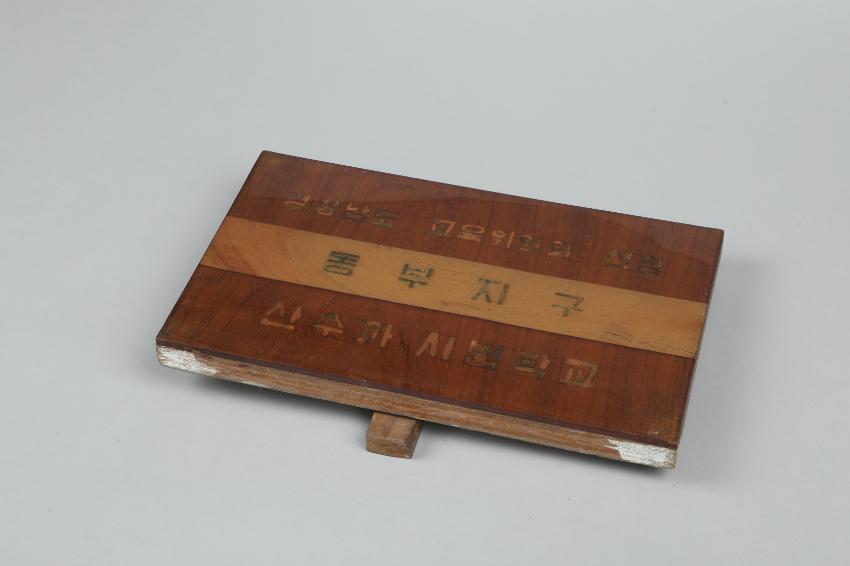 경상남도 교육위원회 선정
동부지구
산수과 시범학교